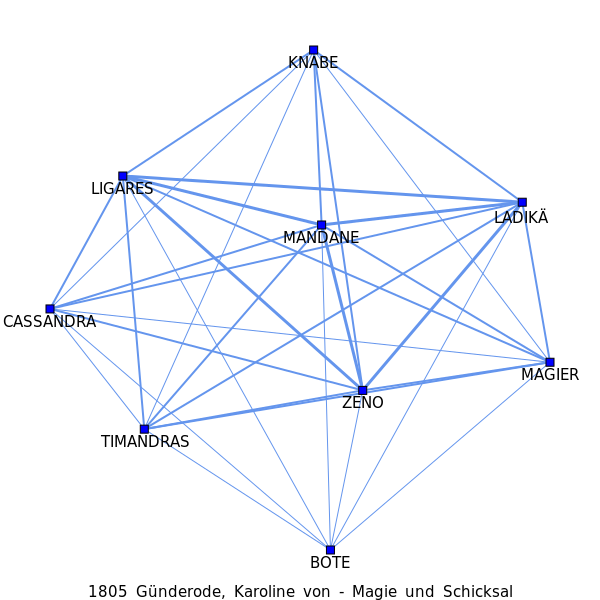 KNABE
LIGARES
LADIKÄ
MANDANE
CASSANDRA
MAGIER
ZENO
TIMANDRAS
BOTE
1805 Günderode, Karoline von - Magie und Schicksal